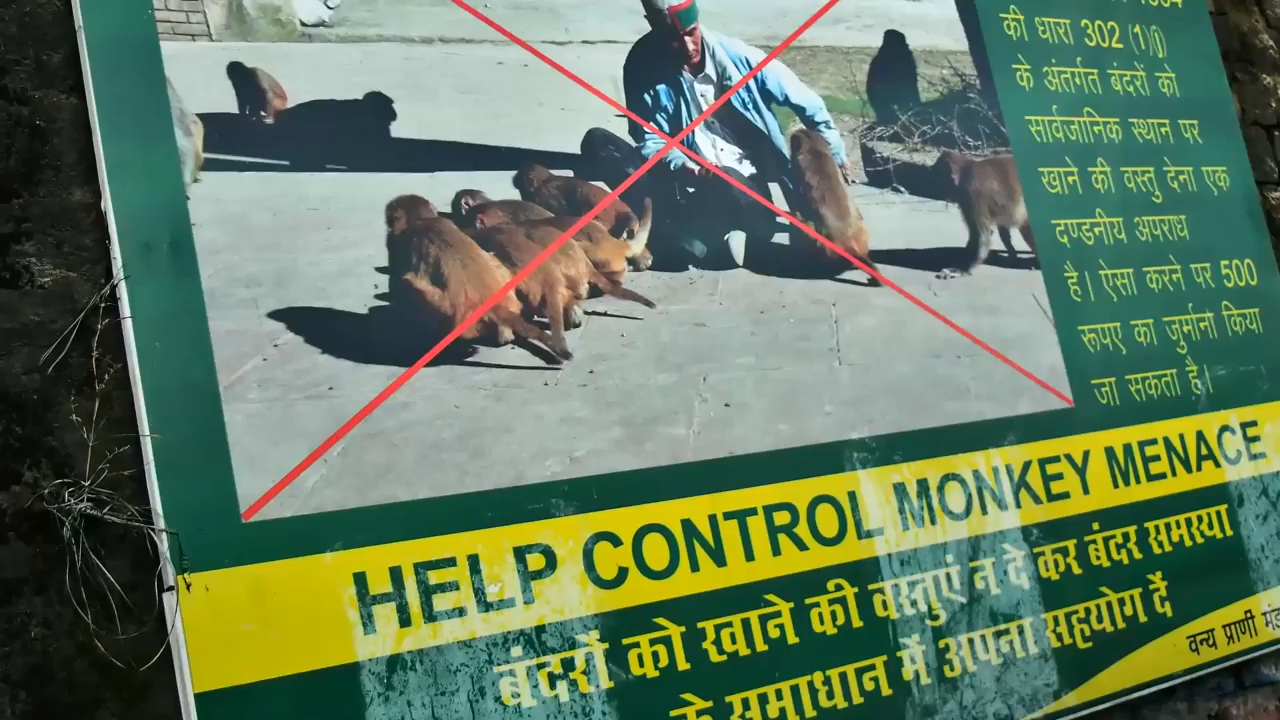 की धारा 302 (1)(i)
के अंतर्गत बंदरों को
सार्वजानिक स्थान पर
खाने की वस्तु देना एक
दण्डनीय अपराध
है। ऐसा करने पर 500
रूपए का जुर्माना किया
जा सकता है।
HELP CONTROL MONKEY MENACE
बंदरों को खाने की वस्तुएं न दे कर बंदर समस्या
के समाधान में अपना सहयोग दें
वन्य प्राणी